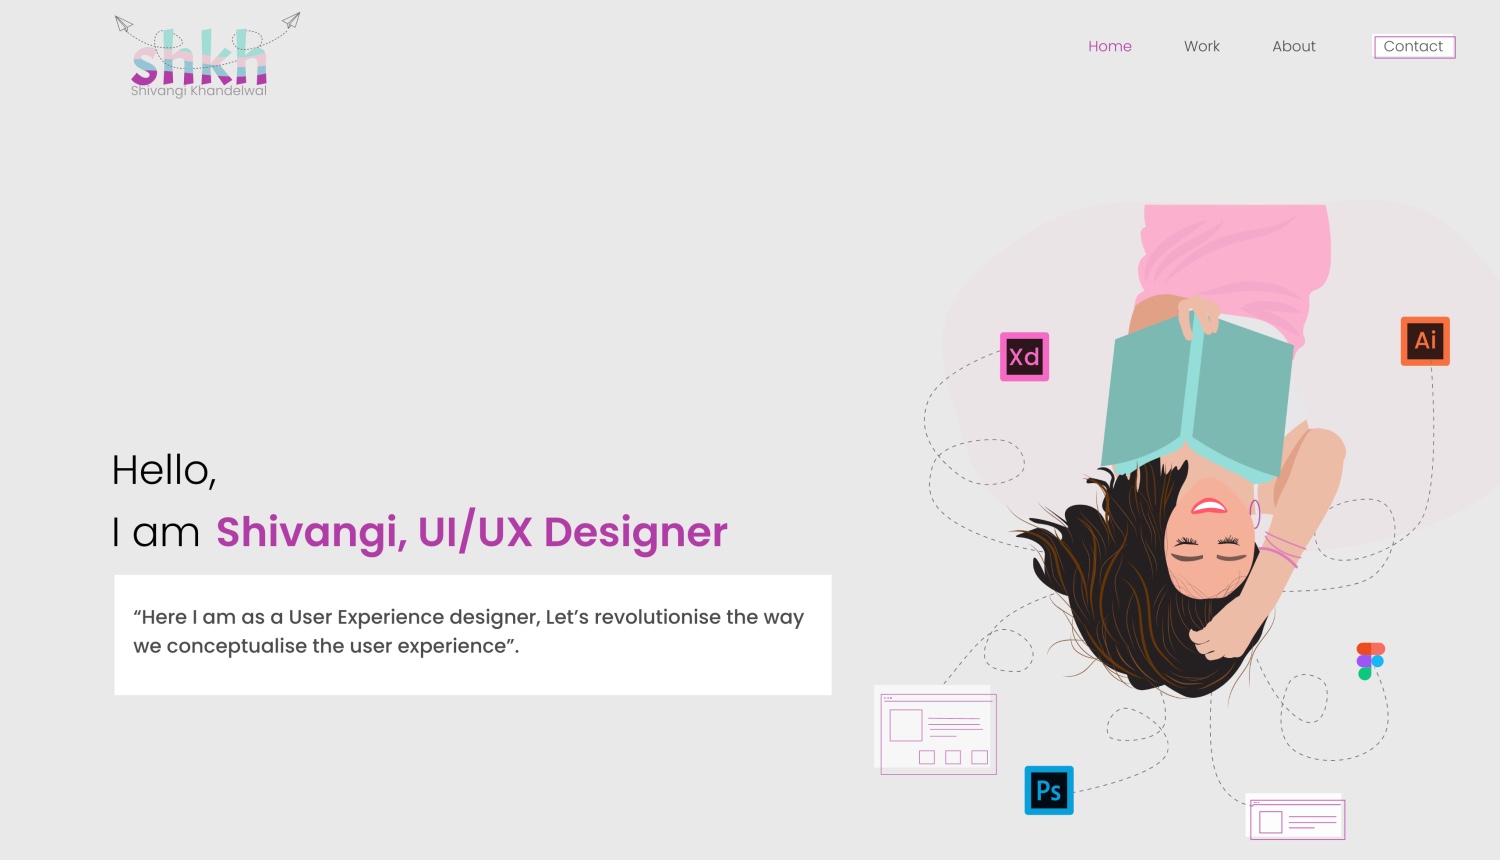 shkh
Shivangi Khandelwal
Home
Work
About
Contact
Xd
Ai
Hello,
I am Shivangi, UI/UX Designer
“Here I am as a User Experience designer, Let’s revolutionise the way
we conceptualise the user experience”.
Ps